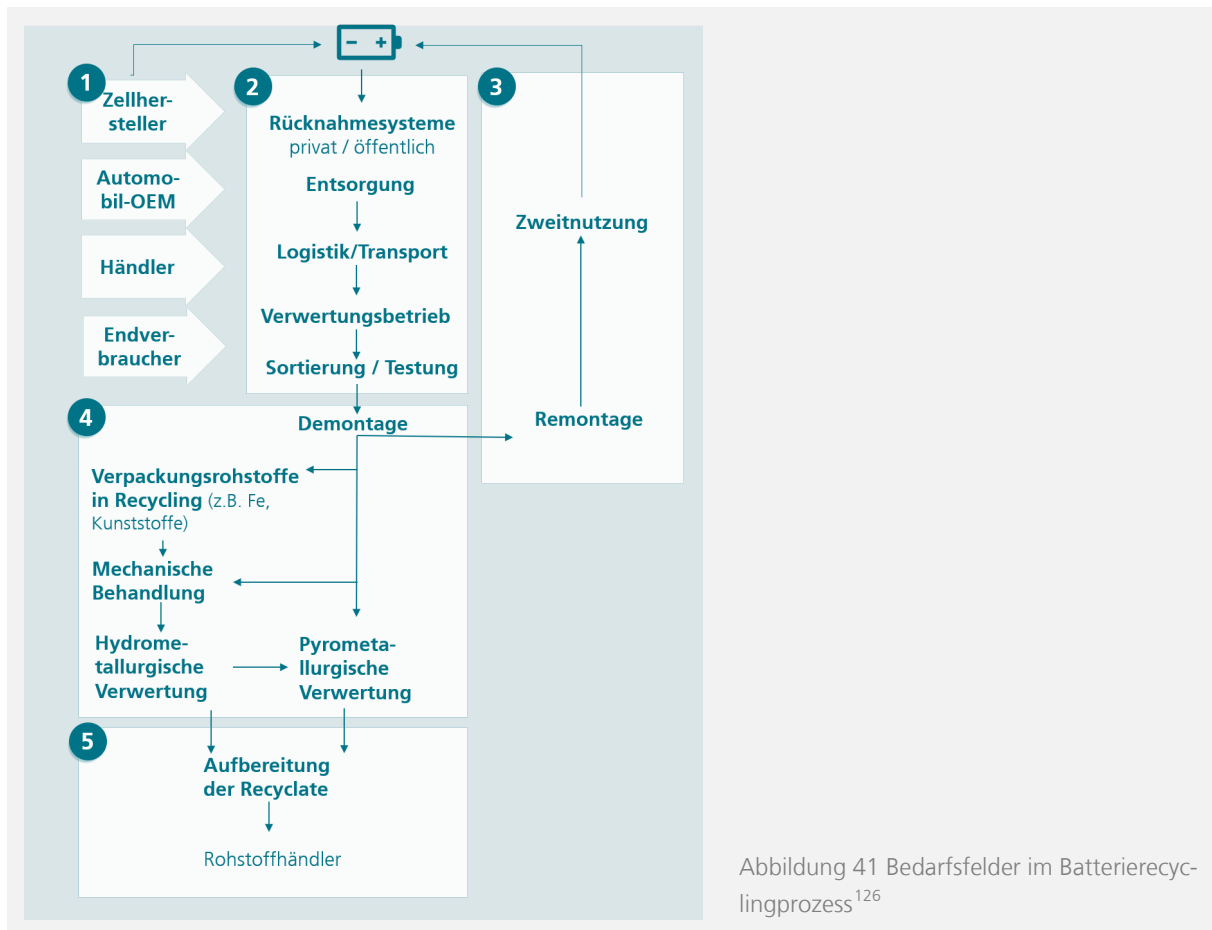 − +
1
Zellher-
steller
Automo-
bil-OEM
Händler
Endver-
braucher
2
Rücknahmesysteme
privat / öffentlich
Entsorgung
Logistik/Transport
Verwertungsbetrieb
Sortierung / Testung
3
Zweitnutzung
Remontage
4
Demontage
Verpackungsrohstoffe
in Recycling (z.B. Fe,
Kunststoffe)
Mechanische
Behandlung
Hydrome-
tallurgische
Verwertung
Pyrometa-
llurgische
Verwertung
5
Aufbereitung
der Recyclate
Rohstoffhändler
Abbildung 41 Bedarfsfelder im Batterierecyc-
lingprozess126